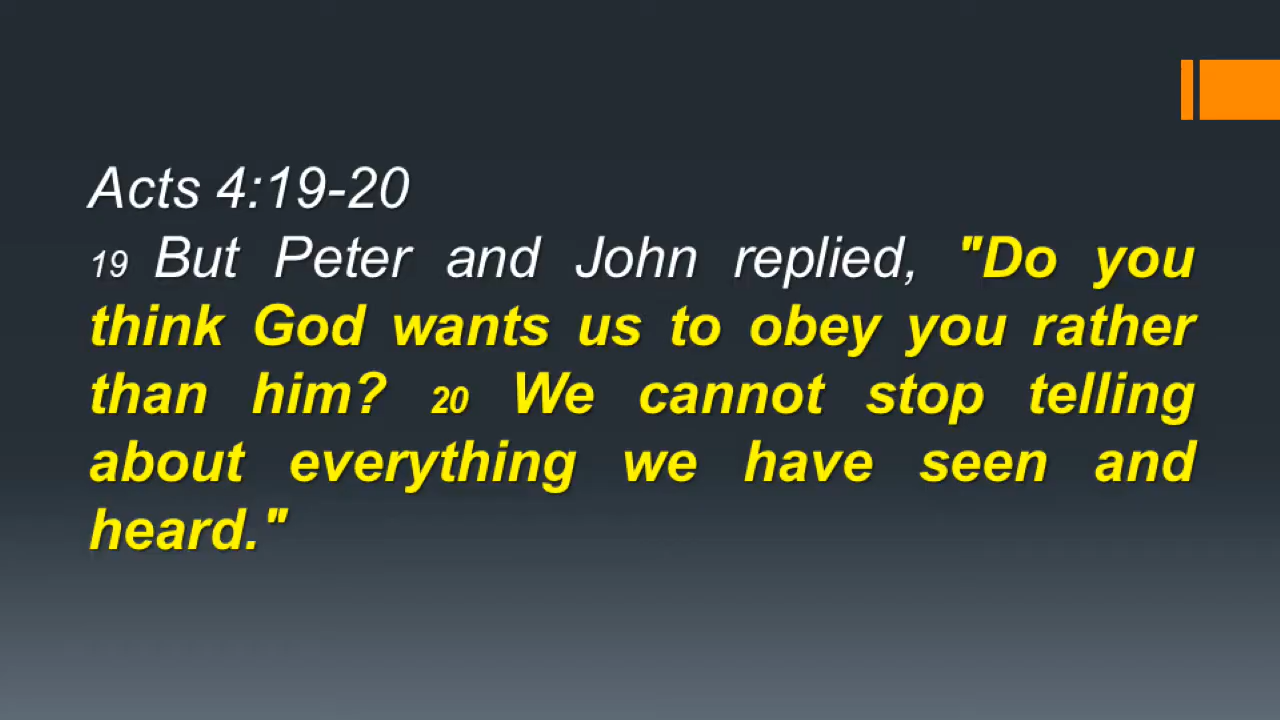 Acts 4:19-20
19 But Peter and John replied, "Do you
think God wants us to obey you rather
than him? 20 We cannot stop telling
about everything we have seen and
heard."